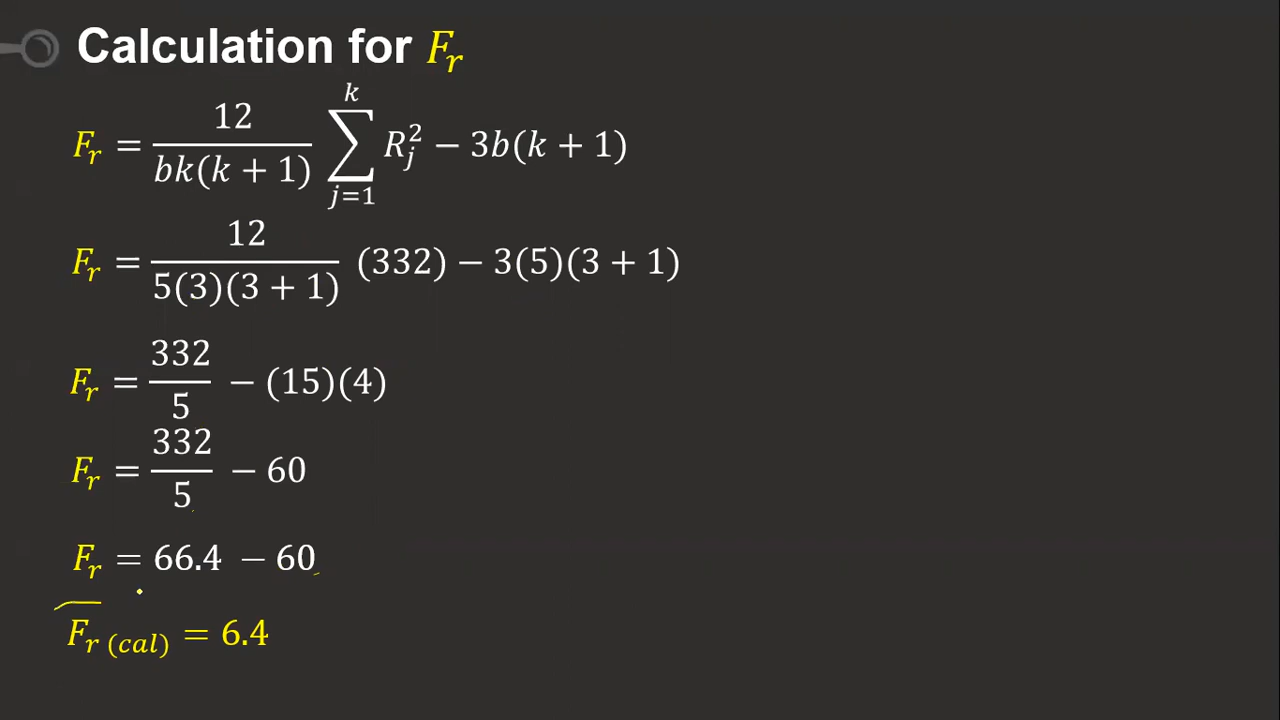 Calculation for F_r
F_r = 12 / bk(k + 1) ∑_{j=1}^{k} R_j^2 − 3b(k + 1)
F_r = 12 / 5(3)(3 + 1) (332) − 3(5)(3 + 1)
F_r = 332 / 5 − (15)(4)
F_r = 332 / 5 − 60
F_r = 66.4 − 60
F_r (cal) = 6.4